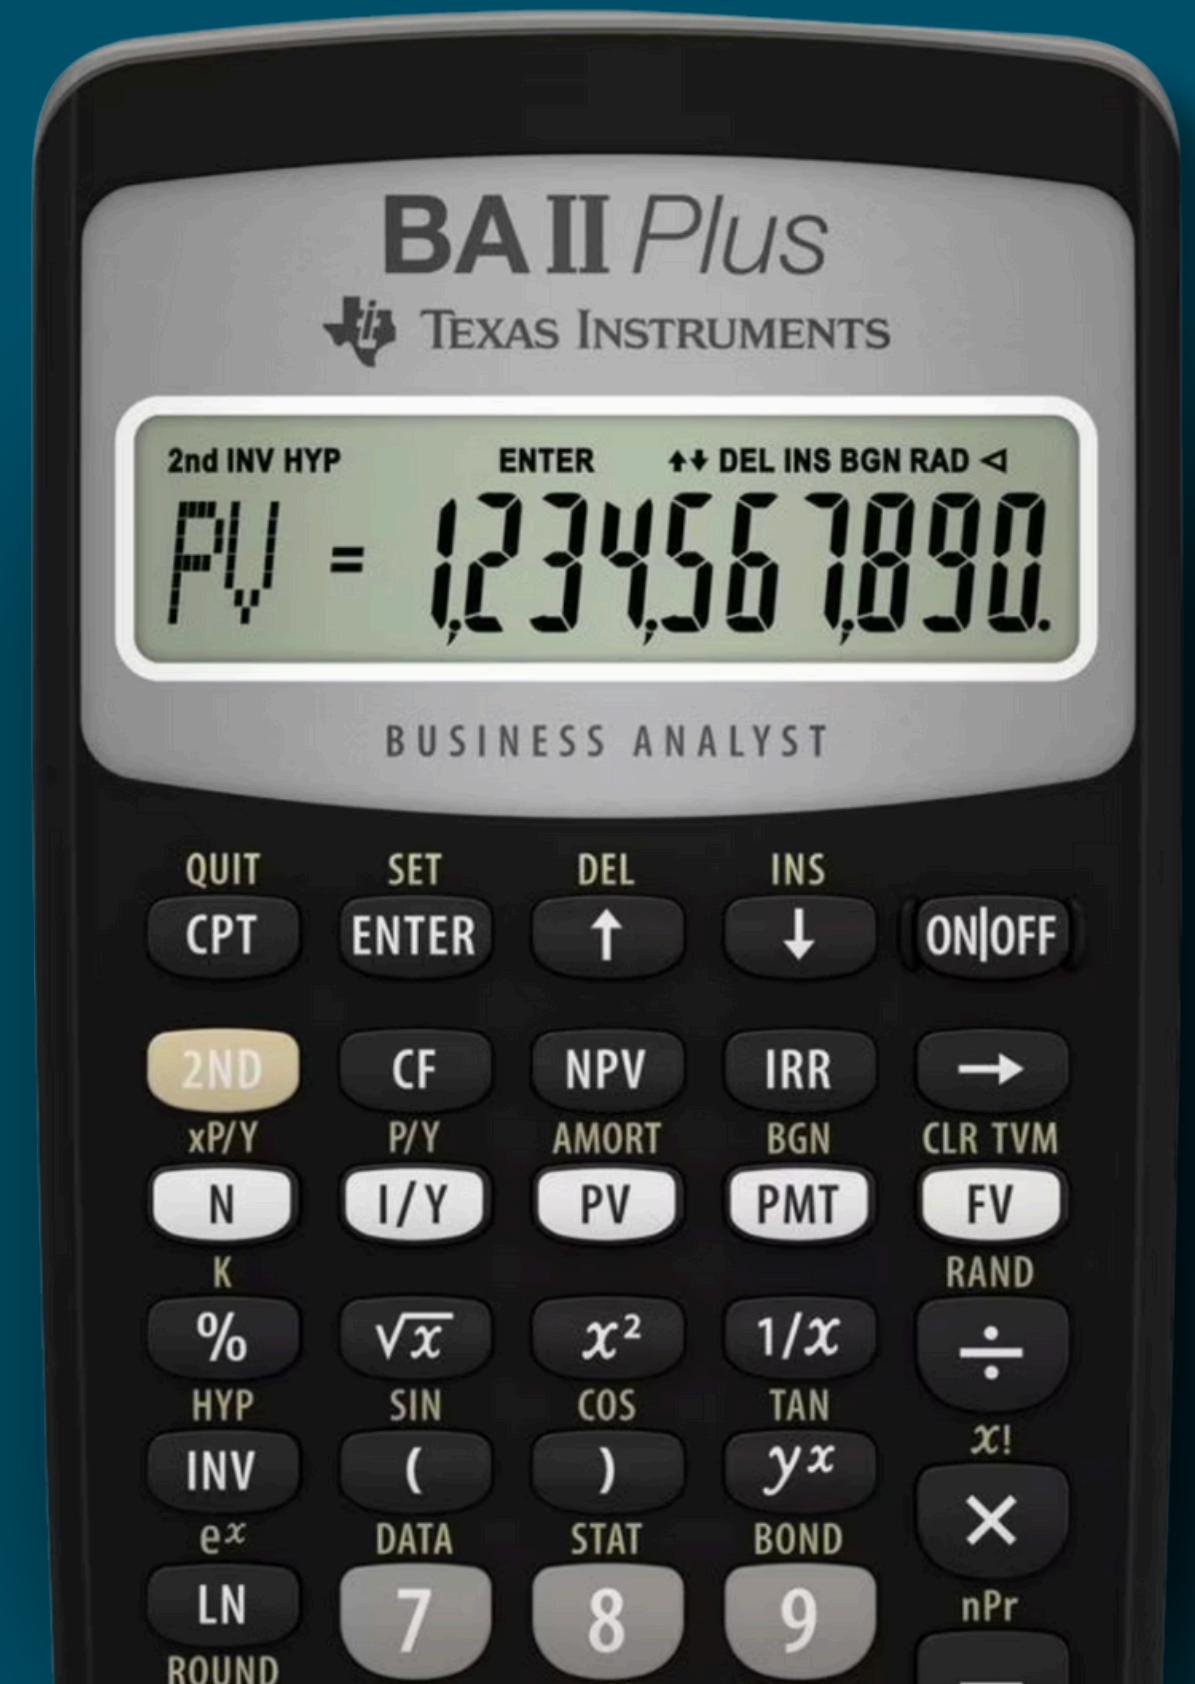 BA II Plus
TEXAS INSTRUMENTS
2nd INV HYP ENTER ↑↓ DEL INS BGN RAD ◁
PV = 1,234,567,890.
BUSINESS ANALYST
QUIT SET DEL INS
CPT ENTER ↑ ↓ ON|OFF
2ND CF NPV IRR →
xP/Y P/Y AMORT BGN CLR TVM
N I/Y PV PMT FV
K RAND
% √x x² 1/x ÷
HYP SIN COS TAN
INV ( ) yˣ
x!
×
eˣ DATA STAT BOND
LN 7 8 9
nPr
ROUND